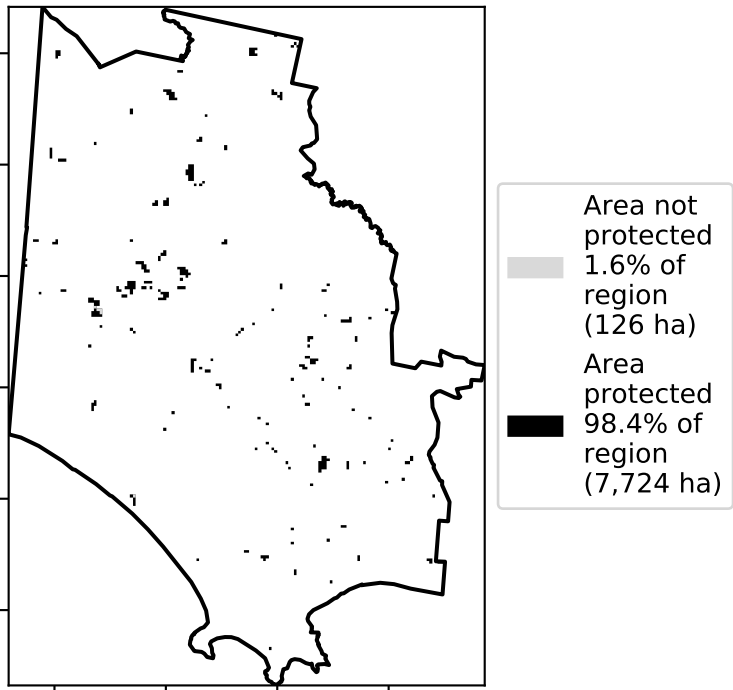 Area not
protected
1.6% of
region
(126 ha)
Area
protected
98.4% of
region
(7,724 ha)